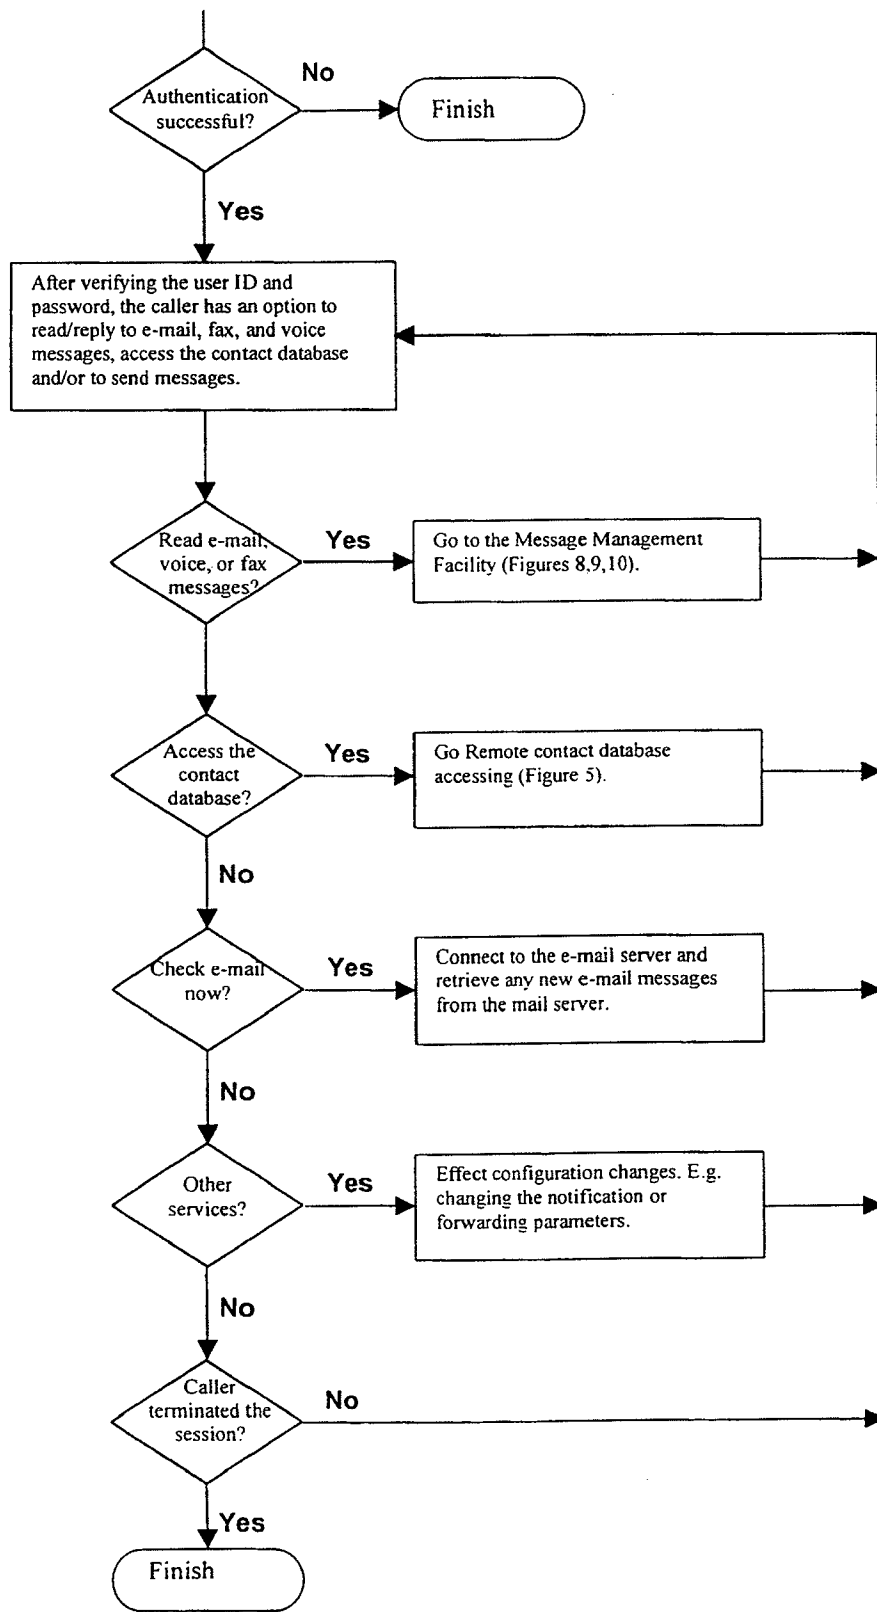 No
Authentication
successful?
Finish
Yes
After verifying the user ID and
password, the caller has an option to
read/reply to e-mail, fax, and voice
messages, access the contact database
and/or to send messages.
Read e-mail,
voice, or fax
messages?
Yes
Go to the Message Management
Facility (Figures 8,9,10).
Access the
contact
database?
Yes
Go Remote contact database
accessing (Figure 5).
No
Check e-mail
now?
Yes
Connect to the e-mail server and
retrieve any new e-mail messages
from the mail server.
No
Other
services?
Yes
Effect configuration changes. E.g.
changing the notification or
forwarding parameters.
No
Caller
terminated the
session?
No
Yes
Finish